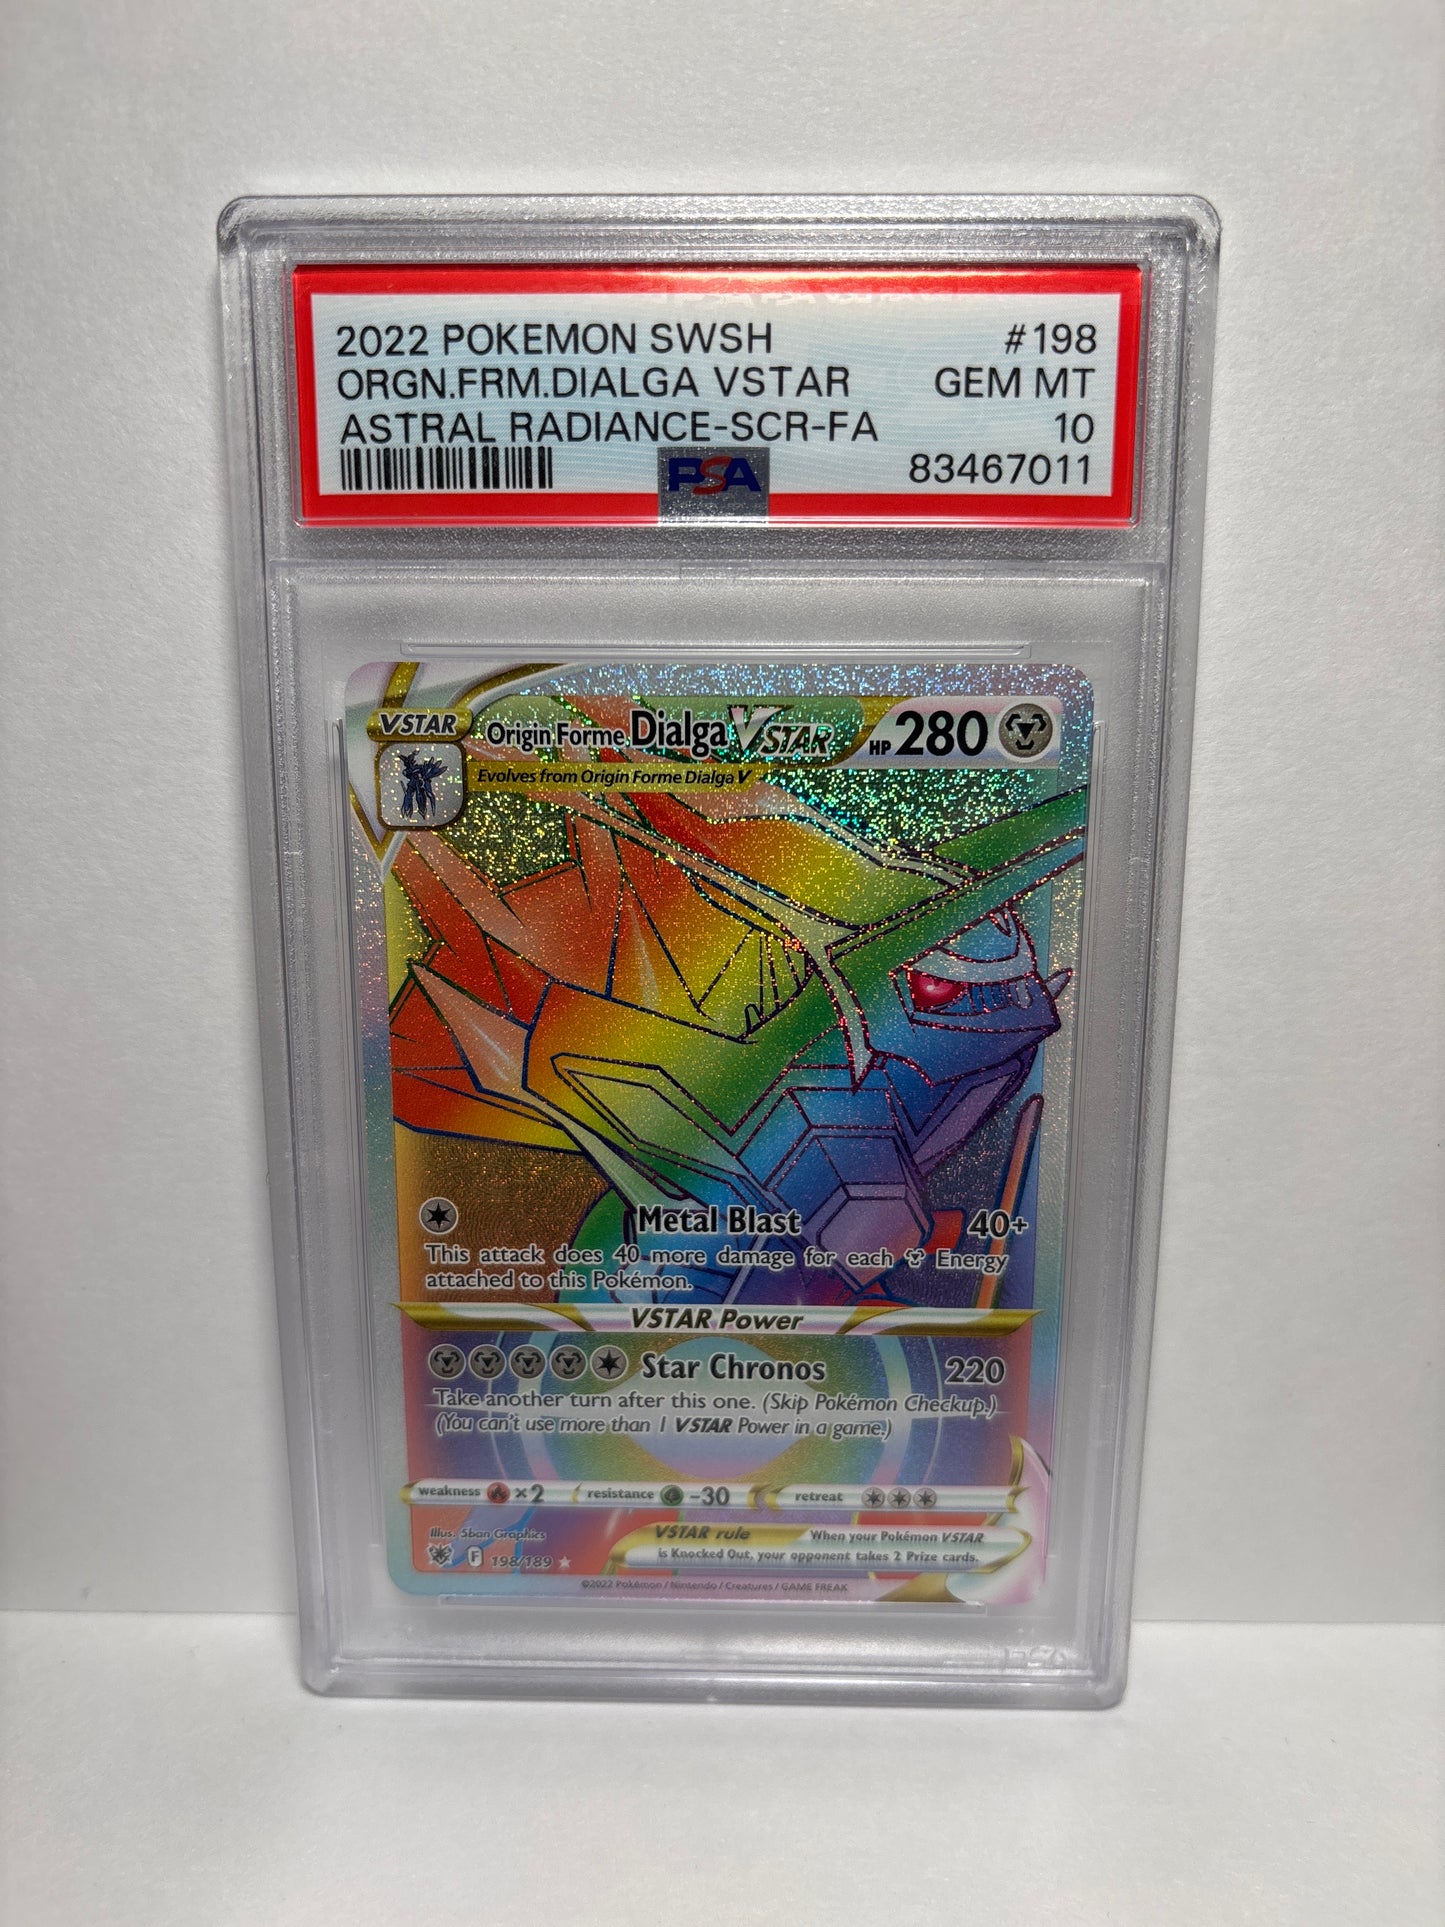 2022 POKEMON SWSH #198
ORGN.FRM.DIALGA VSTAR GEM MT
ASTRAL RADIANCE-SCR-FA 10
PSA 83467011
VSTAR Origin Forme Dialga VSTAR HP 280
Evolves from Origin Forme Dialga V
Metal Blast 40+
This attack does 40 more damage for each Energy
attached to this Pokémon.
VSTAR Power
Star Chronos 220
Take another turn after this one. (Skip Pokémon Checkup.)
(You can't use more than 1 VSTAR Power in a game.)
weakness ×2 resistance -30 retreat
Illus. 5ban Graphics VSTAR rule When your Pokémon VSTAR
F 198/189 is Knocked Out, your opponent takes 2 Prize cards.
©2022 Pokémon / Nintendo / Creatures / GAME FREAK